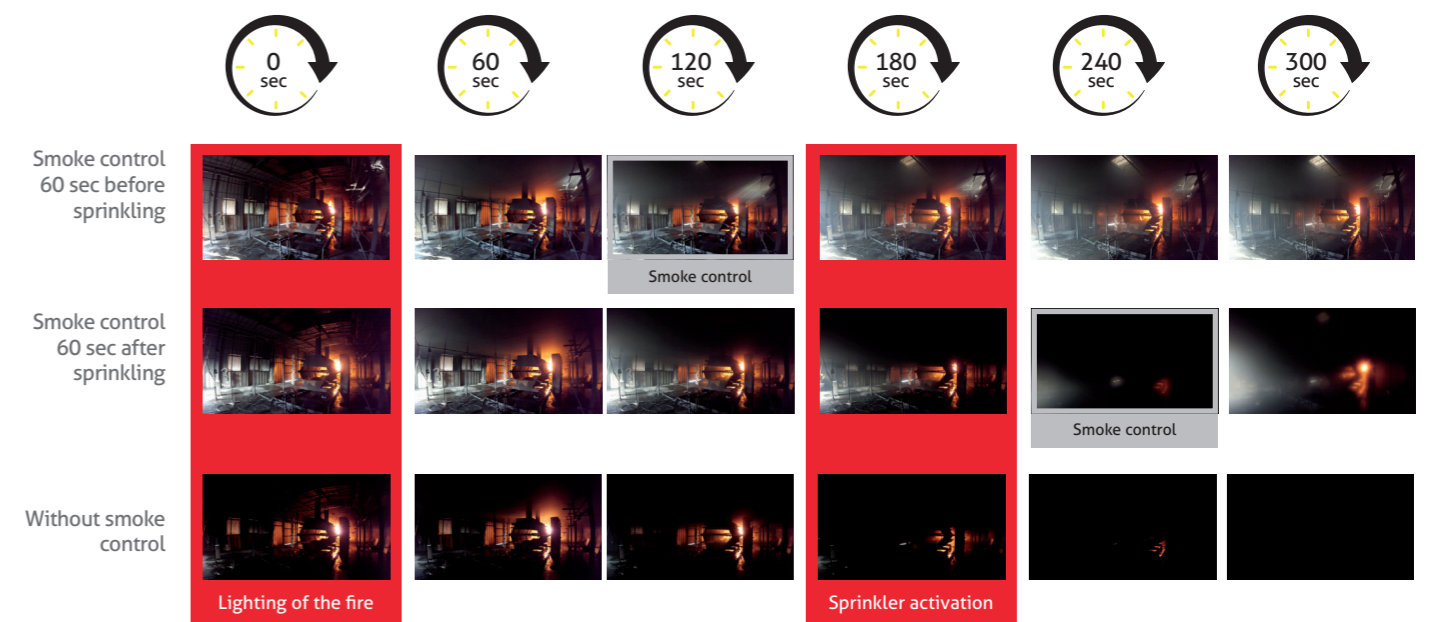 0
sec
60
sec
120
sec
180
sec
240
sec
300
sec
Smoke control
60 sec before
sprinkling
Smoke control
Smoke control
60 sec after
sprinkling
Smoke control
Without smoke
control
Lighting of the fire
Sprinkler activation